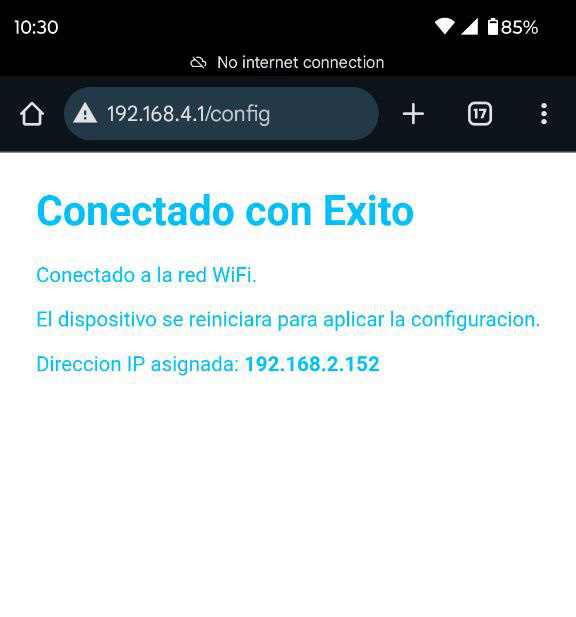 10:30
85%
No internet connection
192.168.4.1/config
17
Conectado con Exito
Conectado a la red WiFi.
El dispositivo se reiniciara para aplicar la configuracion.
Direccion IP asignada: 192.168.2.152